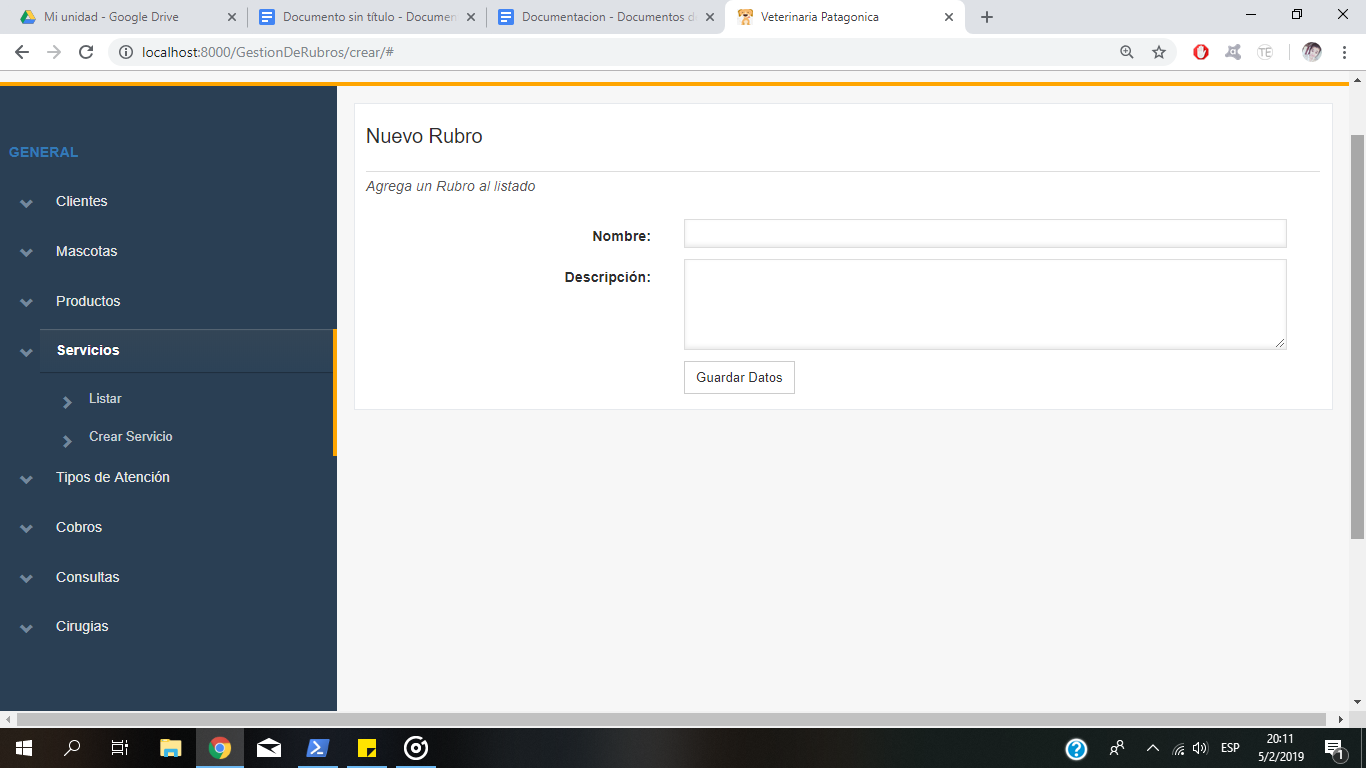 Mi unidad - Google Drive
Documento sin título - Documen
Documentacion - Documentos d
Veterinaria Patagonica
localhost:8000/GestionDeRubros/crear/#
TE
GENERAL
Clientes
Mascotas
Productos
Servicios
Listar
Crear Servicio
Tipos de Atención
Cobros
Consultas
Cirugias
Nuevo Rubro
Agrega un Rubro al listado
Nombre:
Descripción:
Guardar Datos
ESP
20:11
5/2/2019
1